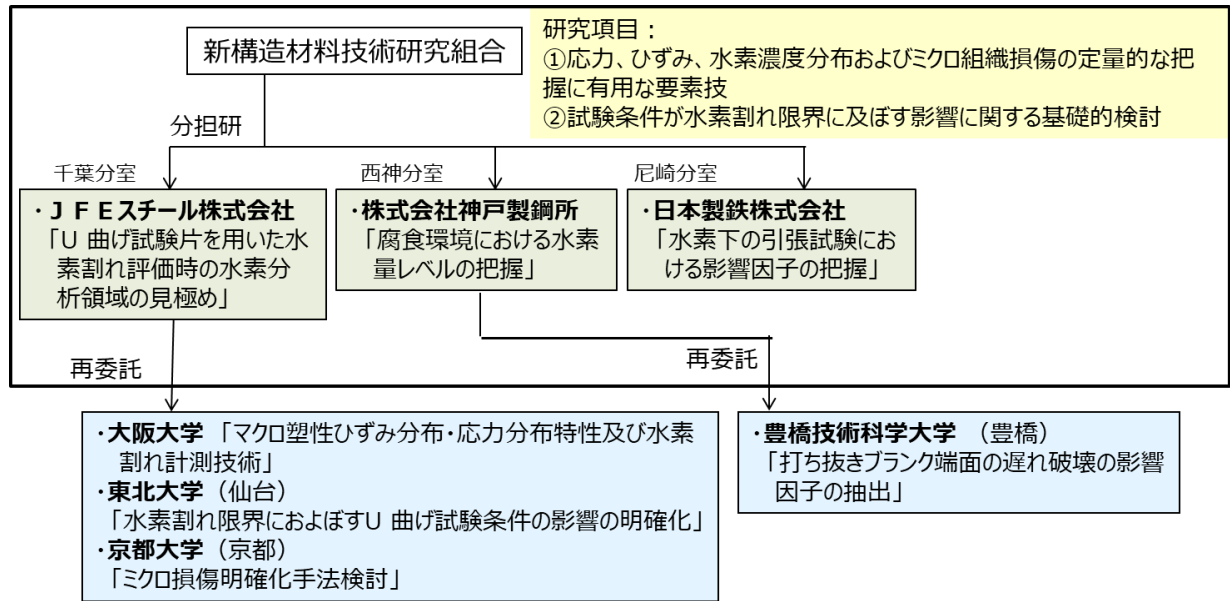 新構造材料技術研究組合
研究項目：
①応力、ひずみ、水素濃度分布およびミクロ組織損傷の定量的な把
握に有用な要素技
②試験条件が水素割れ限界に及ぼす影響に関する基礎的検討
分担研
千葉分室
・ＪＦＥスチール株式会社
「U 曲げ試験片を用いた水
素割れ評価時の水素分
析領域の見極め」
西神分室
・株式会社神戸製鋼所
「腐食環境における水素
量レベルの把握」
尼崎分室
・日本製鉄株式会社
「水素下の引張試験にお
ける影響因子の把握」
再委託
再委託
・大阪大学 「マクロ塑性ひずみ分布・応力分布特性及び水素
割れ計測技術」
・東北大学（仙台）
「水素割れ限界におよぼすU 曲げ試験条件の影響の明確化」
・京都大学（京都）
「ミクロ損傷明確化手法検討」
・豊橋技術科学大学 （豊橋）
「打ち抜きブランク端面の遅れ破壊の影響
因子の抽出」